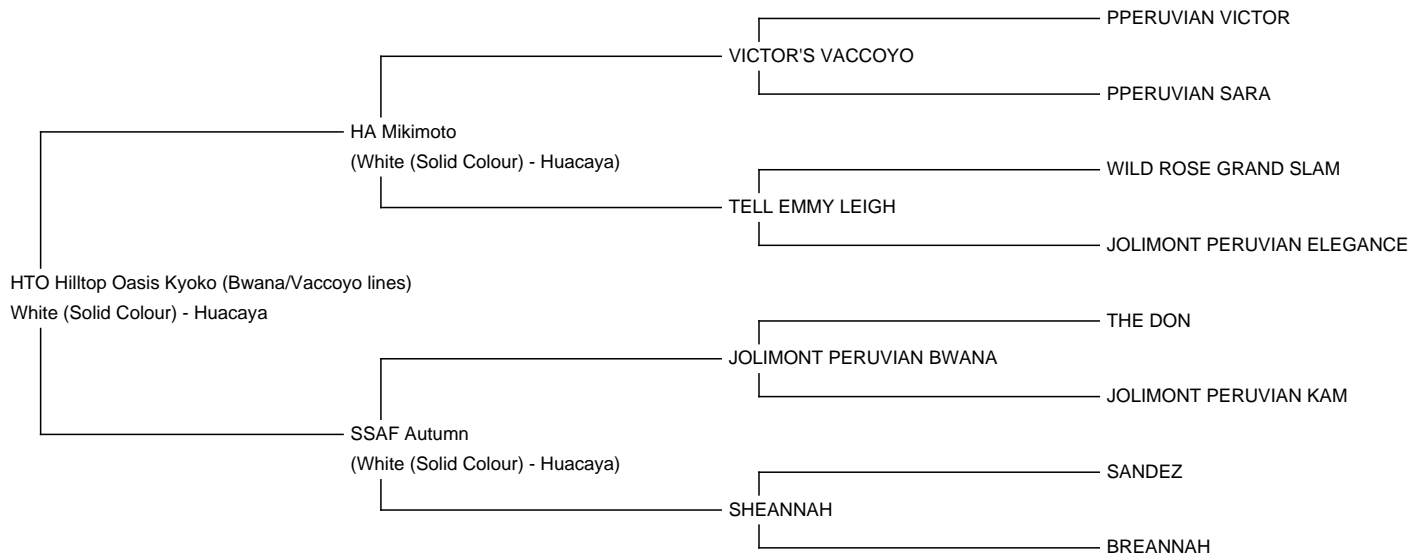 PPERUVIAN VICTOR
VICTOR'S VACCOYO
PPERUVIAN SARA
HA Mikimoto
(White (Solid Colour) - Huacaya)
WILD ROSE GRAND SLAM
TELL EMMY LEIGH
JOLIMONT PERUVIAN ELEGANCE
HTO Hilltop Oasis Kyoko (Bwana/Vaccoyo lines)
White (Solid Colour) - Huacaya
THE DON
JOLIMONT PERUVIAN BWANA
JOLIMONT PERUVIAN KAM
SSAF Autumn
(White (Solid Colour) - Huacaya)
SANDEZ
SHEANNAH
BREANNAH